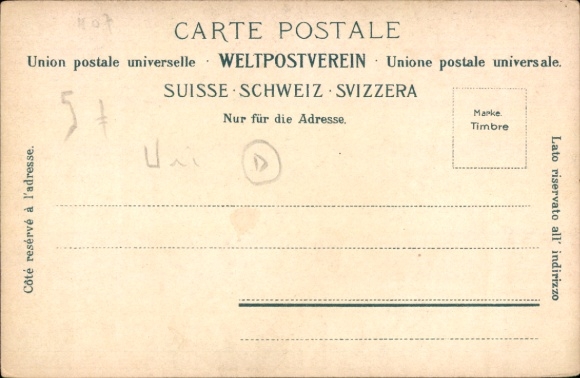 CARTE POSTALE
Union postale universelle · WELTPOSTVEREIN · Unione postale universale.
SUISSE · SCHWEIZ · SVIZZERA
Nur für die Adresse.
Marke.
Timbre
Côté resérvé à l'adresse.
Lato riservato all' indirizzo
Uri
D